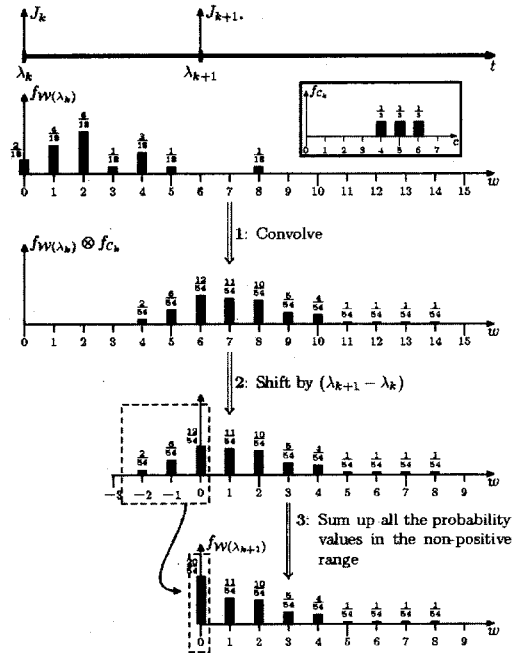 J_k
J_{k+1}.
λ_k
λ_{k+1}
t
f_{W(λ_k)}
2/18 4/18 6/18 1/18 3/18 1/18 1/18
0 1 2 3 4 5 6 7 8 9 10 11 12 13 14 15 w
f_{C_k}
1/3 1/3 1/3
0 1 2 3 4 5 6 7 c
1: Convolve
f_{W(λ_k)} ⊗ f_{C_k}
2/54 6/54 12/54 11/54 10/54 5/54 4/54 1/54 1/54 1/54 1/54
0 1 2 3 4 5 6 7 8 9 10 11 12 13 14 15 w
2: Shift by (λ_{k+1} − λ_k)
2/54 6/54 12/54 11/54 10/54 5/54 4/54 1/54 1/54 1/54 1/54
−3 −2 −1 0 1 2 3 4 5 6 7 8 9 w
3: Sum up all the probability
values in the non-positive
range
f_{W(λ_{k+1})}
20/54 11/54 10/54 5/54 4/54 1/54 1/54 1/54 1/54
0 1 2 3 4 5 6 7 8 9 w